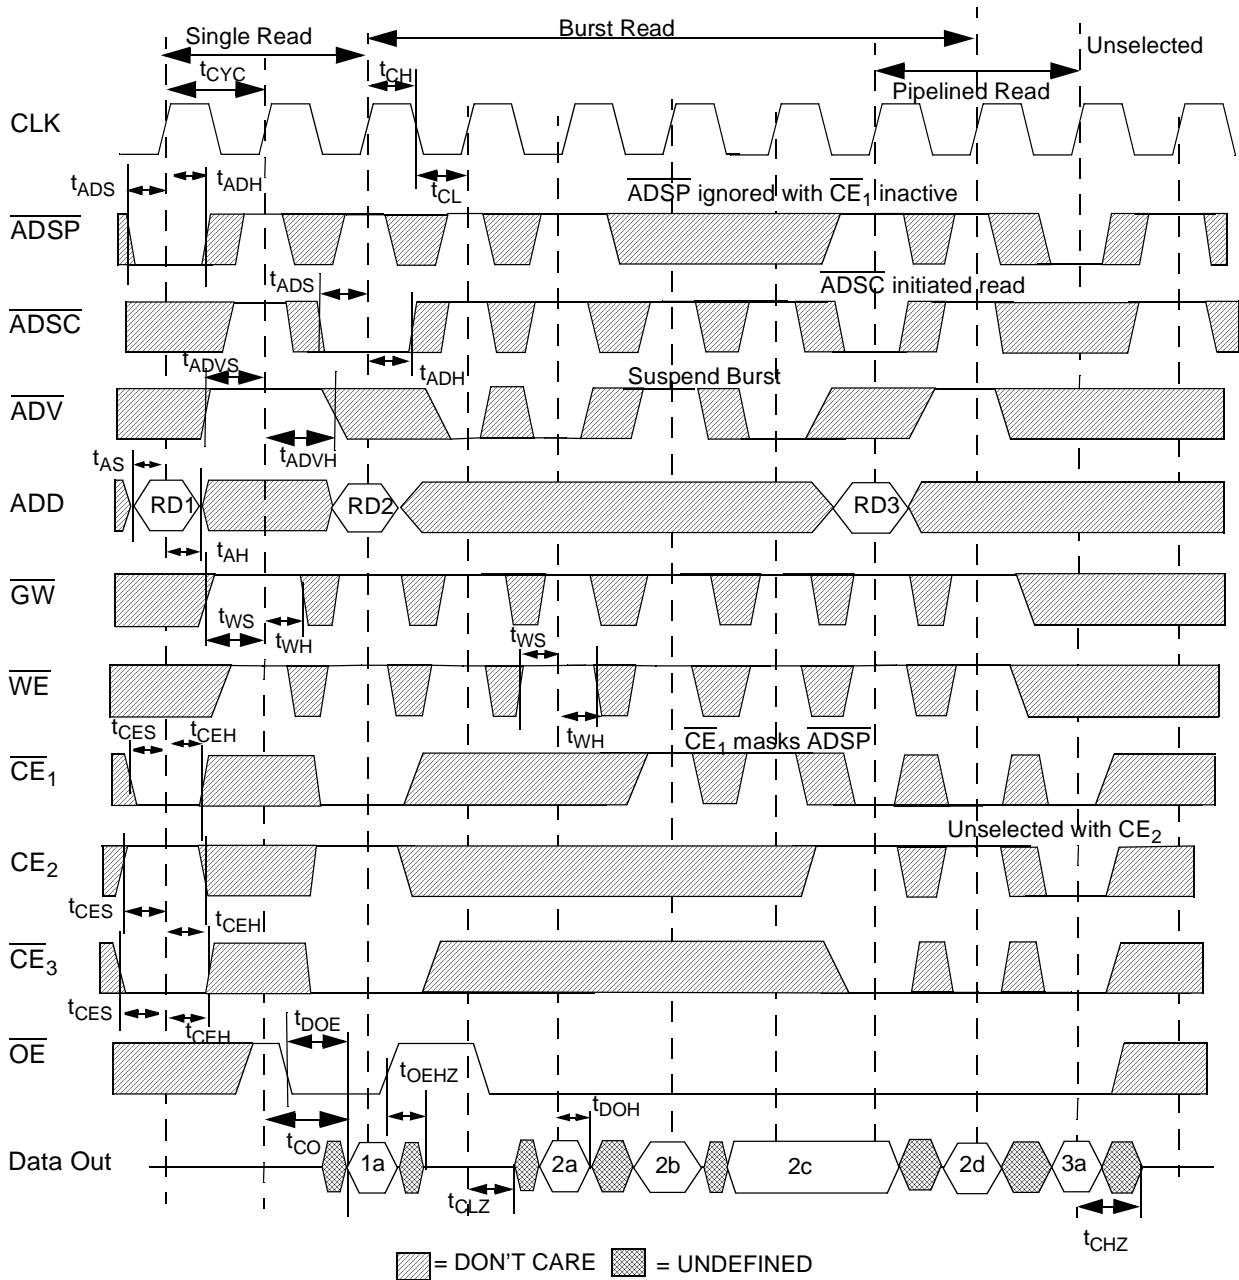 Single Read
Burst Read
Unselected
tCYC
tCH
Pipelined Read
CLK
tADS
tADH
tCL
ADSP ignored with CE1 inactive
ADSP
tADS
ADSC initiated read
ADSC
tADVS
tADH
Suspend Burst
ADV
tADVH
tAS
ADD
RD1
RD2
RD3
tAH
GW
tWS
tWH
tWS
WE
tCES
tCEH
tWH
CE1 masks ADSP
CE1
Unselected with CE2
CE2
tCES
tCEH
CE3
tCES
tCEH
tDOE
OE
tOEHZ
tDOH
tCO
Data Out
1a
2a
2b
2c
2d
3a
tCLZ
tCHZ
= DON'T CARE
= UNDEFINED